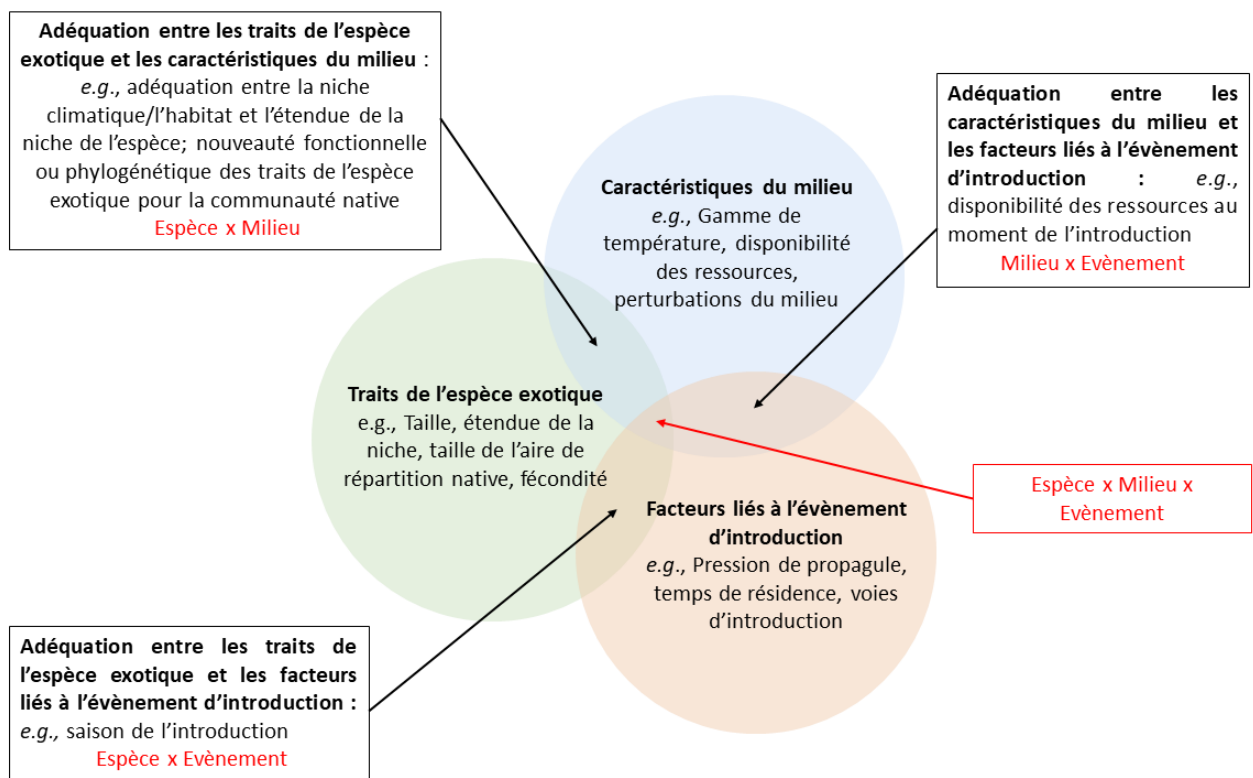 Adéquation entre les traits de l’espèce
exotique et les caractéristiques du milieu :
e.g., adéquation entre la niche
climatique/l’habitat et l’étendue de la
niche de l’espèce; nouveauté fonctionnelle
ou phylogénétique des traits de l’espèce
exotique pour la communauté native
Espèce x Milieu
Adéquation entre les
caractéristiques du milieu et
les facteurs liés à l’évènement
d’introduction : e.g.,
disponibilité des ressources au
moment de l’introduction
Milieu x Evènement
Caractéristiques du milieu
e.g., Gamme de
température, disponibilité
des ressources,
perturbations du milieu
Traits de l’espèce exotique
e.g., Taille, étendue de la
niche, taille de l’aire de
répartition native, fécondité
Facteurs liés à l’évènement
d’introduction
e.g., Pression de propagule,
temps de résidence, voies
d’introduction
Espèce x Milieu x
Evènement
Adéquation entre les traits de
l’espèce exotique et les facteurs
liés à l’évènement d’introduction :
e.g., saison de l’introduction
Espèce x Evènement